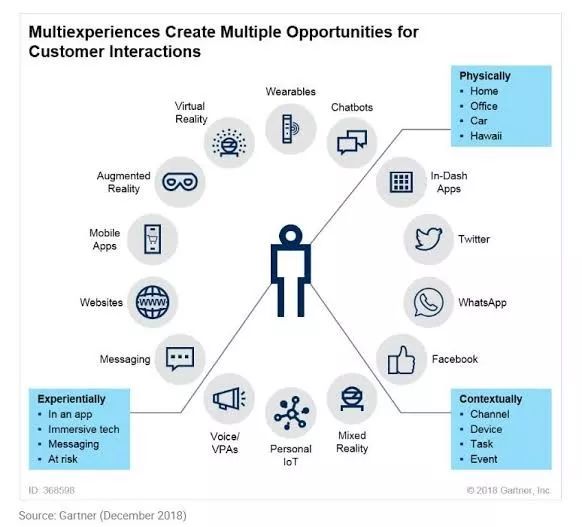 Multiexperiences Create Multiple Opportunities for
Customer Interactions
Physically
▪ Home
▪ Office
▪ Car
▪ Hawaii
Wearables
Chatbots
Virtual
Reality
In-Dash
Apps
Augmented
Reality
Twitter
Mobile
Apps
WhatsApp
Websites
WWW
Facebook
Messaging
Experientially
▪ In an app
▪ Immersive tech
▪ Messaging
▪ At risk
Voice/
VPAs
Personal
IoT
Mixed
Reality
Contextually
▪ Channel
▪ Device
▪ Task
▪ Event
ID: 368598
© 2018 Gartner, Inc.
Source: Gartner (December 2018)